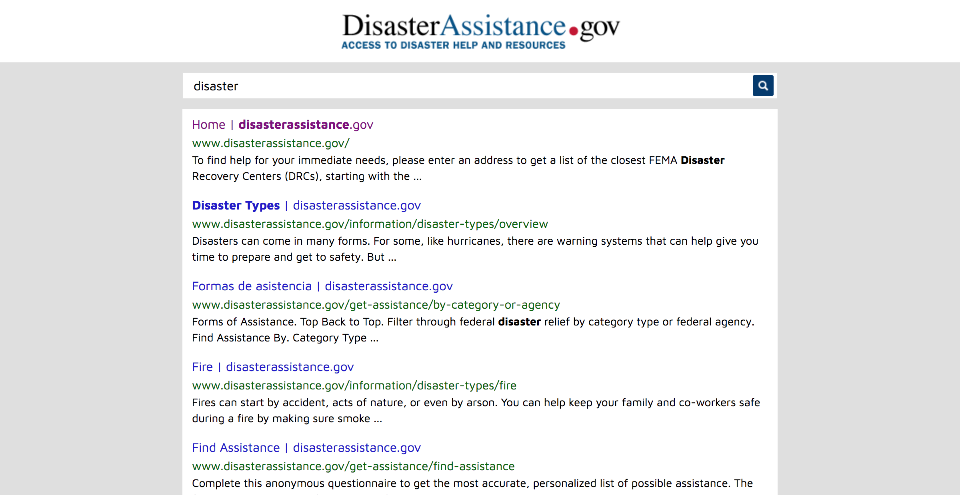 DisasterAssistance.gov
ACCESS TO DISASTER HELP AND RESOURCES
disaster
Home | disasterassistance.gov
www.disasterassistance.gov/
To find help for your immediate needs, please enter an address to get a list of the closest FEMA Disaster
Recovery Centers (DRCs), starting with the ...
Disaster Types | disasterassistance.gov
www.disasterassistance.gov/information/disaster-types/overview
Disasters can come in many forms. For some, like hurricanes, there are warning systems that can help give you
time to prepare and get to safety. But ...
Formas de asistencia | disasterassistance.gov
www.disasterassistance.gov/get-assistance/by-category-or-agency
Forms of Assistance. Top Back to Top. Filter through federal disaster relief by category type or federal agency.
Find Assistance By. Category Type ...
Fire | disasterassistance.gov
www.disasterassistance.gov/information/disaster-types/fire
Fires can start by accident, acts of nature, or even by arson. You can help keep your family and co-workers safe
during a fire by making sure smoke ...
Find Assistance | disasterassistance.gov
www.disasterassistance.gov/get-assistance/find-assistance
Complete this anonymous questionnaire to get the most accurate, personalized list of possible assistance. The